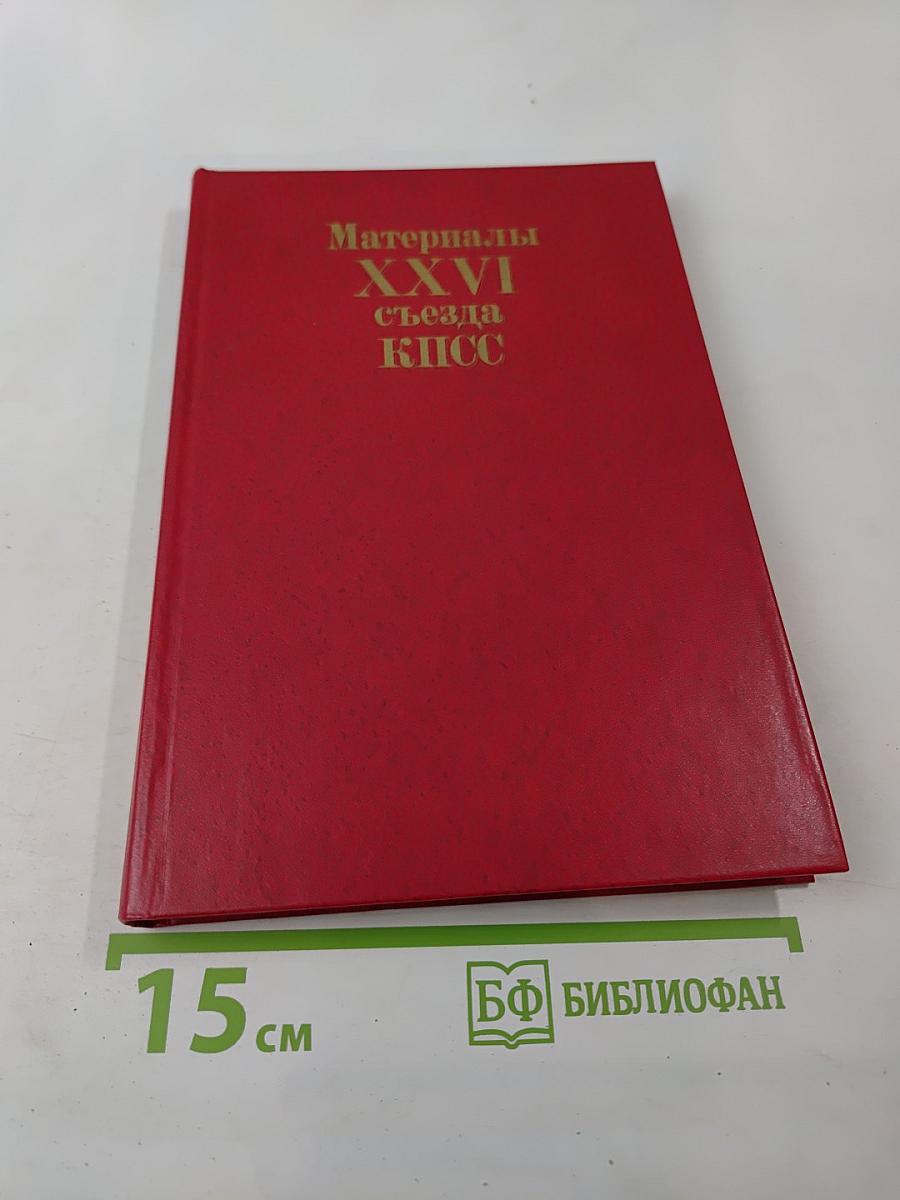 Материалы
XXVI
съезда
КПСС
15 см
БФ БИБЛИОФАН